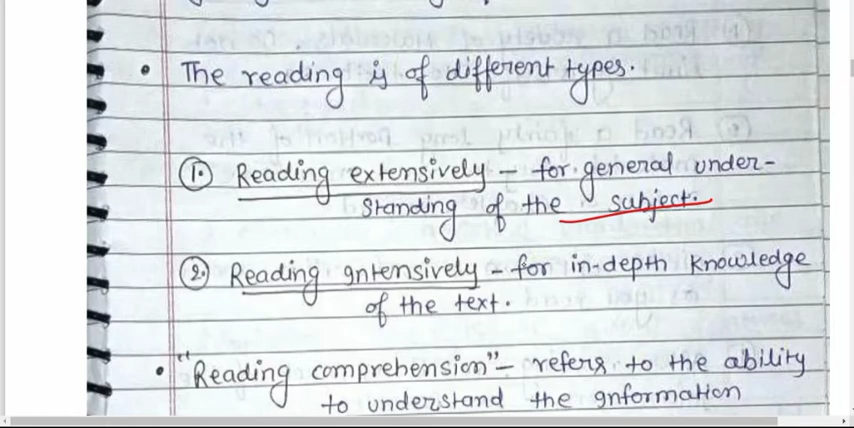 • The reading is of different types.
1. Reading extensively – for general under-
standing of the subject.
2. Reading intensively – for in-depth knowledge
of the text.
• "Reading comprehension" – refers to the ability
to understand the information